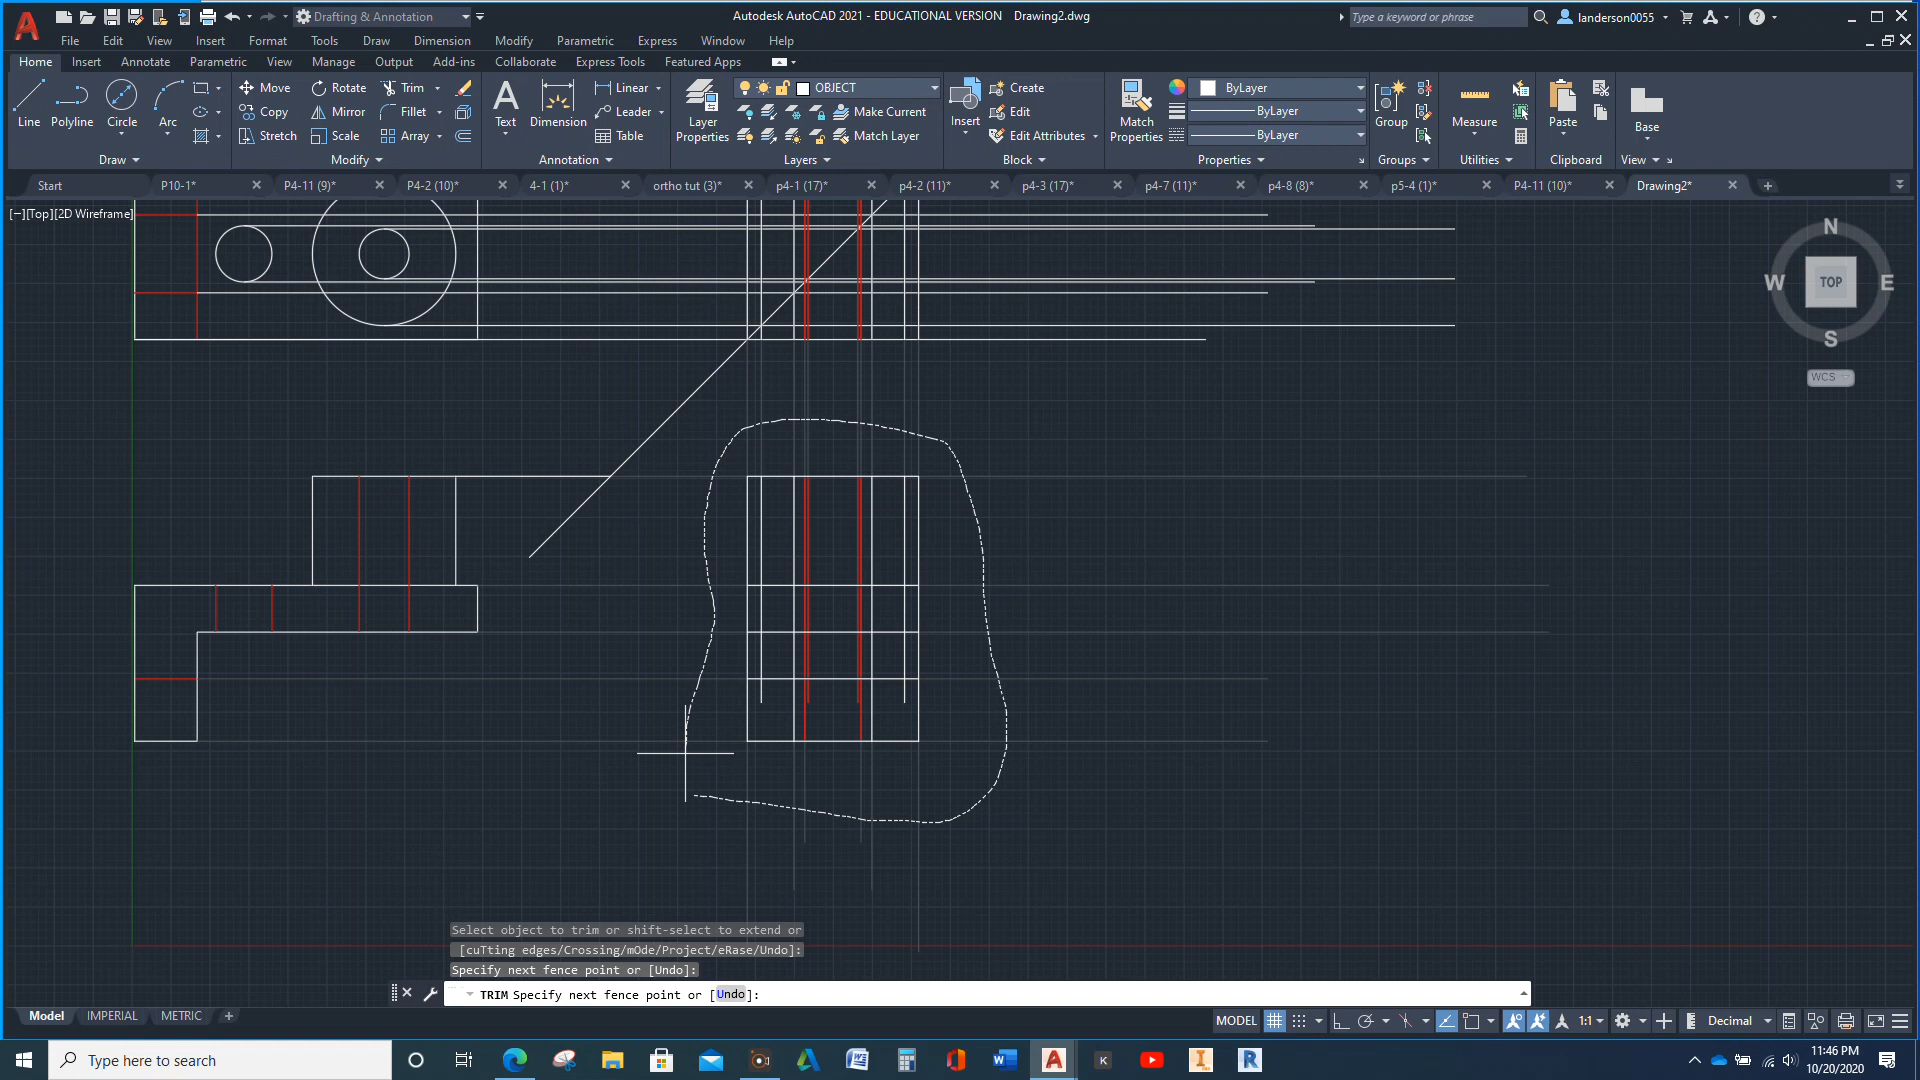 Drafting & Annotation
Autodesk AutoCAD 2021 - EDUCATIONAL VERSION Drawing2.dwg
Type a keyword or phrase
landerson0055
File Edit View Insert Format Tools Draw Dimension Modify Parametric Express Window Help
Home Insert Annotate Parametric View Manage Output Add-ins Collaborate Express Tools Featured Apps
Line Polyline Circle Arc
Move Rotate Trim
Copy Mirror Fillet
Stretch Scale Array
Text Dimension
Linear
Leader
Table
Layer Properties
OBJECT
Make Current
Match Layer
Insert
Create
Edit
Edit Attributes
Match Properties
ByLayer
ByLayer
ByLayer
Group
Measure
Paste
Base
Draw Modify Annotation Layers Block Properties Groups Utilities Clipboard View
Start P10-1* P4-11 (9)* P4-2 (10)* 4-1 (1)* ortho tut (3)* p4-1 (17)* p4-2 (11)* p4-3 (17)* p4-7 (11)* p4-8 (8)* p5-4 (1)* P4-11 (10)* Drawing2*
[−][Top][2D Wireframe]
N
W TOP E
S
WCS
Select object to trim or shift-select to extend or
[cuTting edges/Crossing/mOde/Project/eRase/Undo]:
Specify next fence point or [Undo]:
TRIM Specify next fence point or [Undo]:
Model IMPERIAL METRIC +
MODEL 1:1 Decimal
Type here to search
11:46 PM
10/20/2020